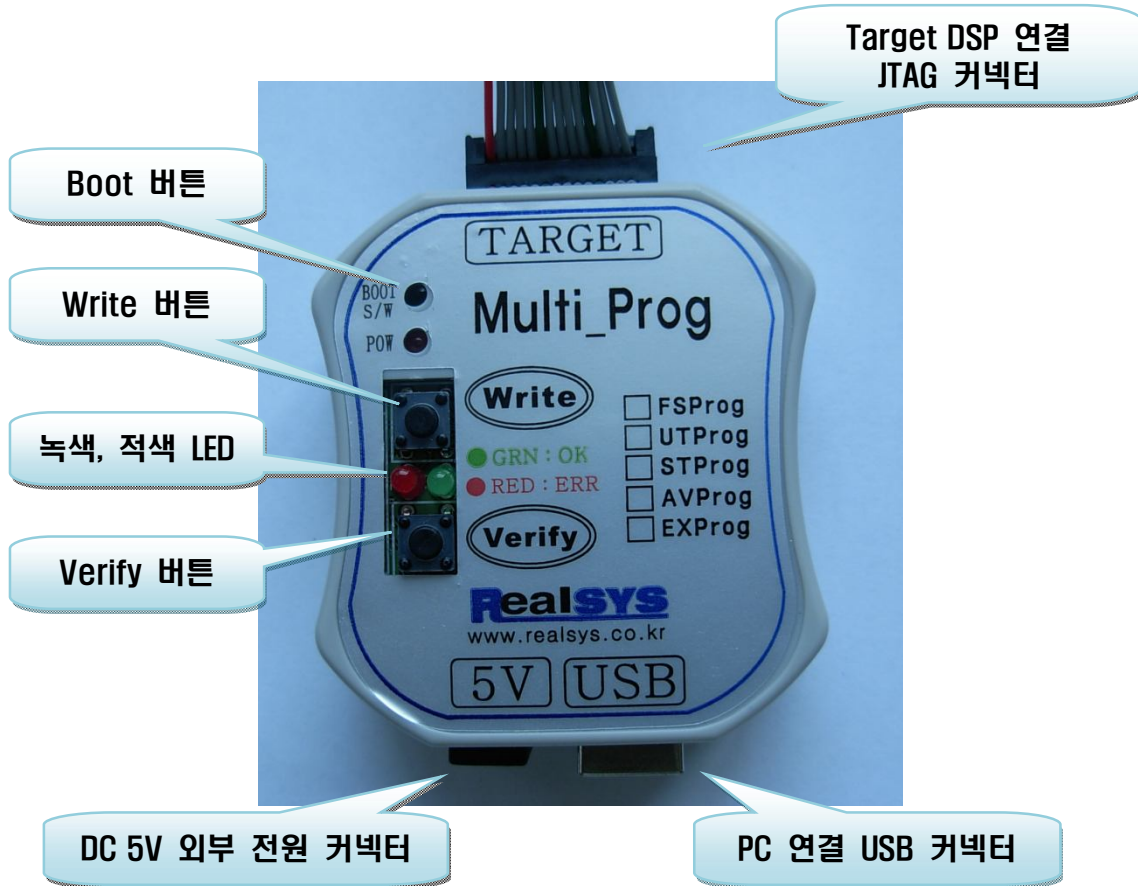 Target DSP 연결
JTAG 커넥터
Boot 버튼
TARGET
BOOT
S/W
Multi_Prog
Write 버튼
POW
Write
FSProg
UTProg
녹색, 적색 LED
GRN : OK
STProg
RED : ERR
AVProg
EXProg
Verify
Verify 버튼
RealSYS
www.realsys.co.kr
5V USB
DC 5V 외부 전원 커넥터
PC 연결 USB 커넥터